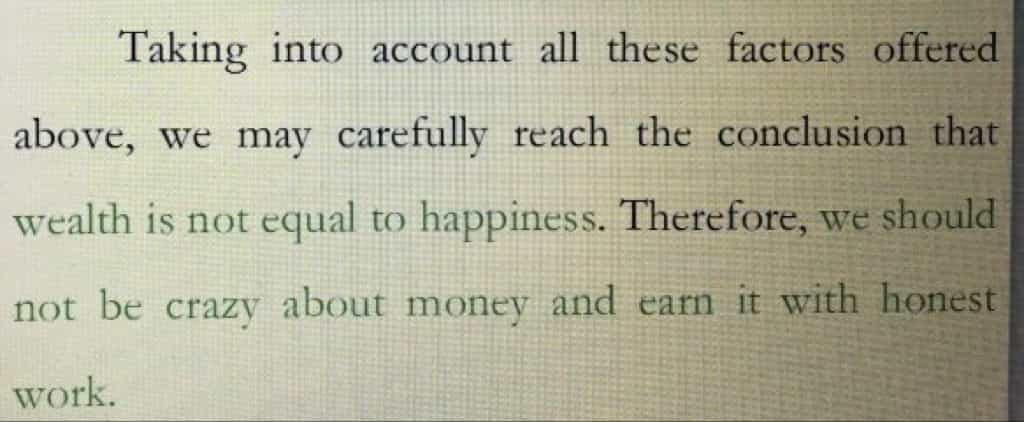 Taking into account all these factors offered
above, we may carefully reach the conclusion that
wealth is not equal to happiness. Therefore, we should
not be crazy about money and earn it with honest
work.